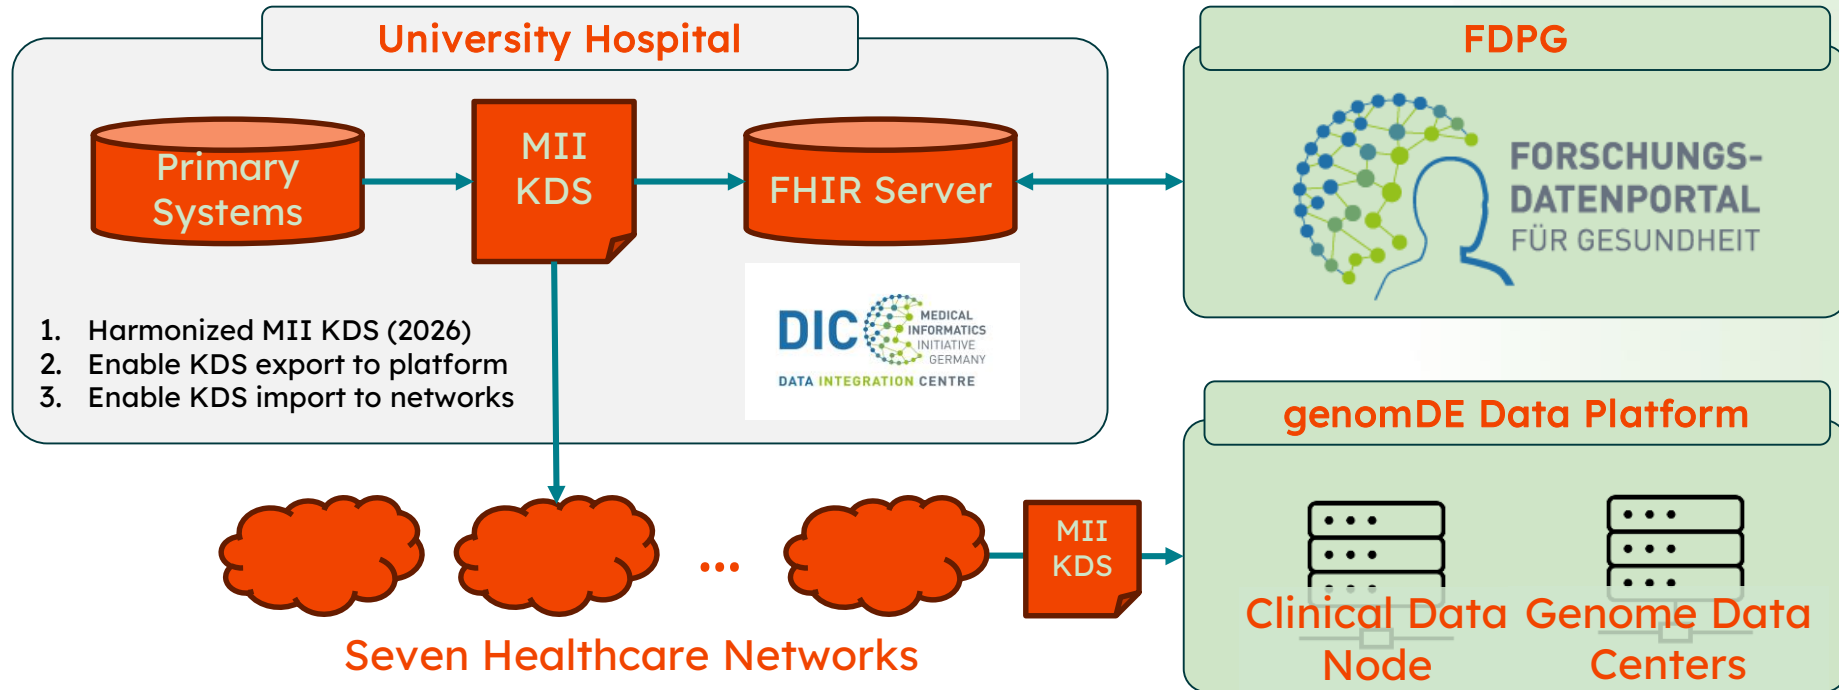 University Hospital
FDPG
Primary
Systems
MII
KDS
FHIR Server
FORSCHUNGS-
DATENPORTAL
FÜR GESUNDHEIT
1. Harmonized MII KDS (2026)
2. Enable KDS export to platform
3. Enable KDS import to networks
DIC
MEDICAL
INFORMATICS
INITIATIVE
GERMANY
DATA INTEGRATION CENTRE
genomDE Data Platform
...
MII
KDS
Clinical Data
Node
Genome Data
Centers
Seven Healthcare Networks